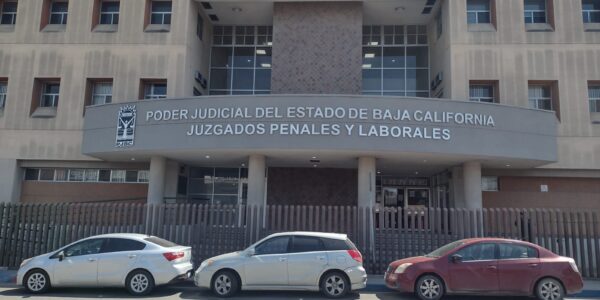 PODER JUDICIAL DEL ESTADO DE BAJA CALIFORNIA
JUZGADOS PENALES Y LABORALES